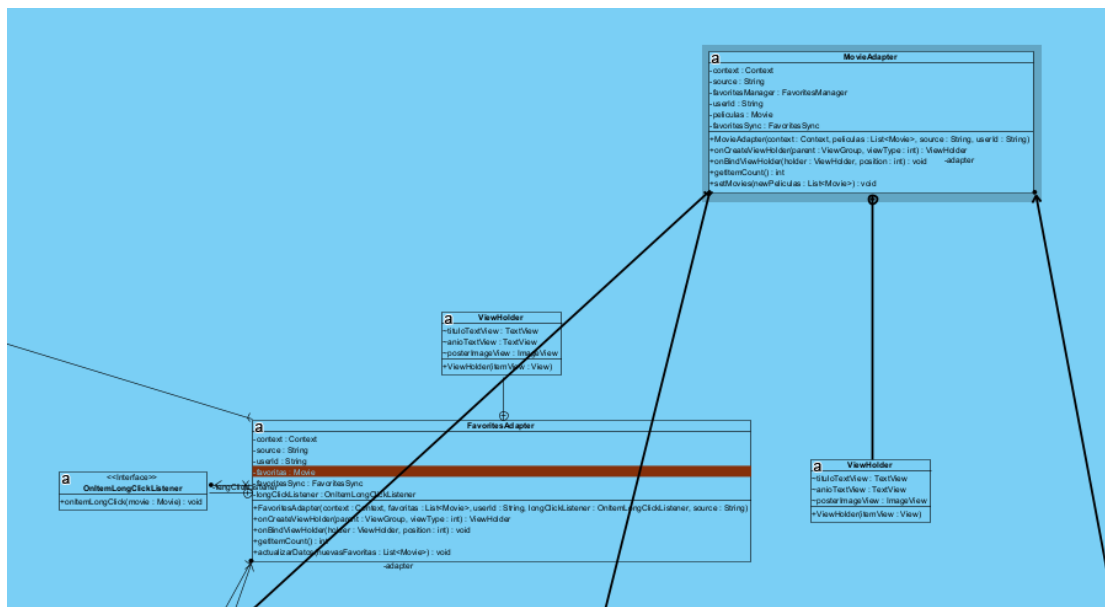 a
MovieAdapter
-context : Context
-source : String
-favoritesManager : FavoritesManager
-userId : String
-peliculas : Movie
-favoritesSync : FavoritesSync
+MovieAdapter(context : Context, peliculas : List<Movie>, source : String, userId : String)
+onCreateViewHolder(parent : ViewGroup, viewType : int) : ViewHolder
+onBindViewHolder(holder : ViewHolder, position : int) : void
-adapter
+getItemCount() : int
+setMovies(newPeliculas : List<Movie>) : void
a
ViewHolder
~tituloTextView : TextView
~anioTextView : TextView
~posterImageView : ImageView
+ViewHolder(itemView : View)
a
FavoritesAdapter
-context : Context
-source : String
-userId : String
-favoritas : Movie
-favoritesSync : FavoritesSync
-longClickListener : OnItemLongClickListener
+FavoritesAdapter(context : Context, favoritas : List<Movie>, userId : String, longClickListener : OnItemLongClickListener, source : String)
+onCreateViewHolder(parent : ViewGroup, viewType : int) : ViewHolder
+onBindViewHolder(holder : ViewHolder, position : int) : void
+getItemCount() : int
+actualizarDatos(nuevasFavoritas : List<Movie>) : void
-adapter
a
<<Interface>>
OnItemLongClickListener
+onItemLongClick(movie : Movie) : void
-longClickListener
a
ViewHolder
~tituloTextView : TextView
~anioTextView : TextView
~posterImageView : ImageView
+ViewHolder(itemView : View)